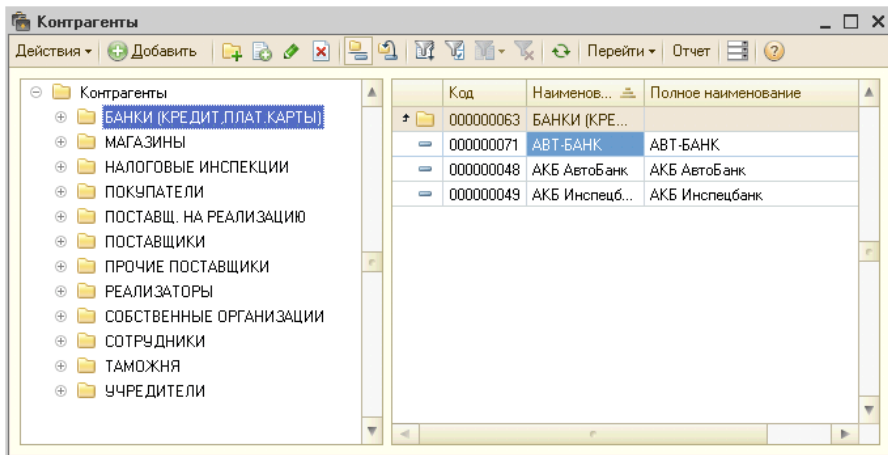 Контрагенты
Действия Добавить Перейти Отчет
Контрагенты
БАНКИ (КРЕДИТ,ПЛАТ.КАРТЫ)
МАГАЗИНЫ
НАЛОГОВЫЕ ИНСПЕКЦИИ
ПОКУПАТЕЛИ
ПОСТАВЩ. НА РЕАЛИЗАЦИЮ
ПОСТАВЩИКИ
ПРОЧИЕ ПОСТАВЩИКИ
РЕАЛИЗАТОРЫ
СОБСТВЕННЫЕ ОРГАНИЗАЦИИ
СОТРУДНИКИ
ТАМОЖНЯ
УЧРЕДИТЕЛИ
Код Наименов... Полное наименование
000000063 БАНКИ (КРЕ...
000000071 АВТ-БАНК АВТ-БАНК
000000048 АКБ АвтоБанк АКБ АвтоБанк
000000049 АКБ Инспецб... АКБ Инспецбанк